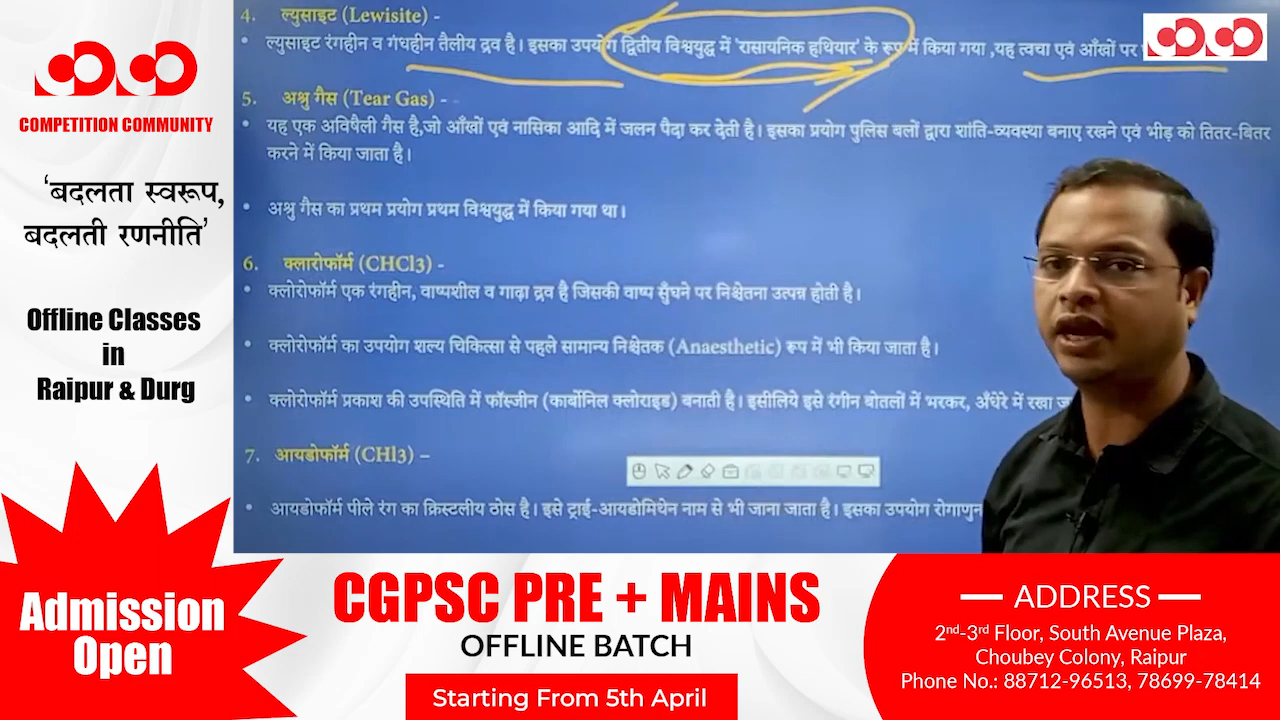 COMPETITION COMMUNITY
'बदलता स्वरूप,
बदलती रणनीति'
Offline Classes
in
Raipur & Durg
4. ल्युसाइट (Lewisite) -
• ल्युसाइट रंगहीन व गंधहीन तैलीय द्रव है। इसका उपयोग द्वितीय विश्वयुद्ध में 'रासायनिक हथियार' के रूप में किया गया ,यह त्वचा एवं आँखों पर
5. अश्रु गैस (Tear Gas) -
• यह एक अविषैली गैस है,जो आँखों एवं नासिका आदि में जलन पैदा कर देती है। इसका प्रयोग पुलिस बलों द्वारा शांति-व्यवस्था बनाए रखने एवं भीड़ को तितर-बितर
करने में किया जाता है।
• अश्रु गैस का प्रथम प्रयोग प्रथम विश्वयुद्ध में किया गया था।
6. क्लारोफॉर्म (CHCl3) -
• क्लोरोफॉर्म एक रंगहीन, वाष्पशील व गाढ़ा द्रव है जिसकी वाष्प सुँघने पर निश्चेतना उत्पन्न होती है।
• क्लोरोफॉर्म का उपयोग शल्य चिकित्सा से पहले सामान्य निश्चेतक (Anaesthetic) रूप में भी किया जाता है।
• क्लोरोफॉर्म प्रकाश की उपस्थिति में फॉस्जीन (कार्बोनिल क्लोराइड) बनाती है। इसीलिये इसे रंगीन बोतलों में भरकर, अँधेरे में रखा
7. आयडोफॉर्म (CHl3) –
• आयडोफॉर्म पीले रंग का क्रिस्टलीय ठोस है। इसे ट्राई-आयडोमिथेन नाम से भी जाना जाता है। इसका उपयोग
Admission
Open
CGPSC PRE + MAINS
OFFLINE BATCH
Starting From 5th April
ADDRESS
2nd-3rd Floor, South Avenue Plaza,
Choubey Colony, Raipur
Phone No.: 88712-96513, 78699-78414